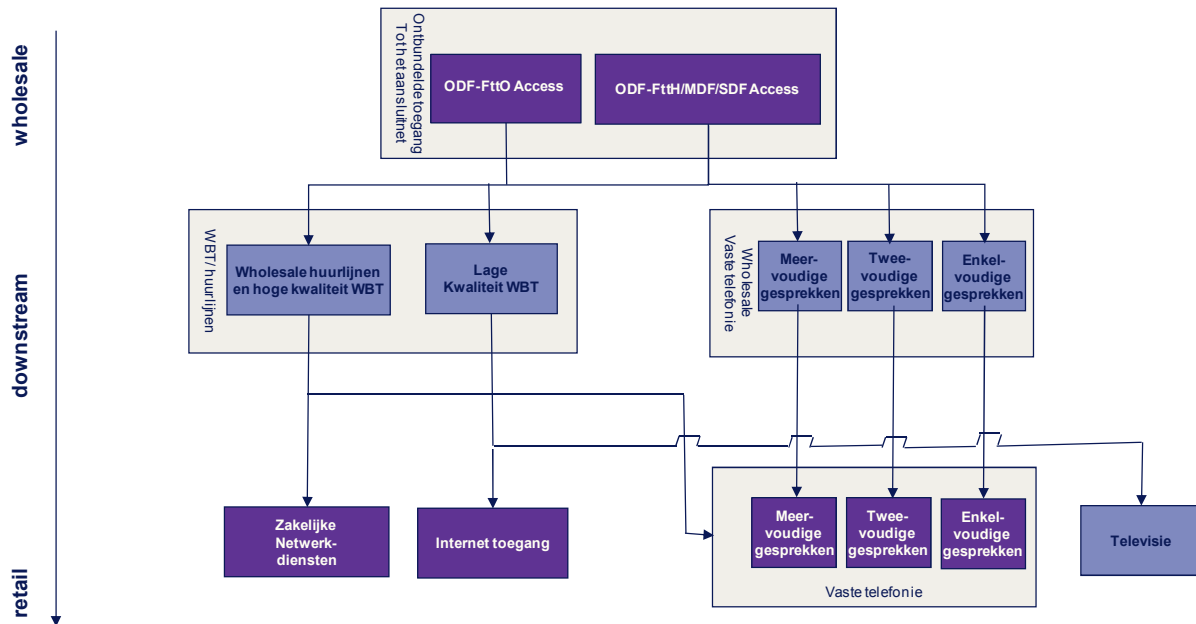 wholesale
downstream
retail
Ontbundelde toegang
Tot het aansluitnet
ODF-FttO Access
ODF-FttH/MDF/SDF Access
WBT/ huurlijnen
Wholesale huurlijnen
en hoge kwaliteit WBT
Lage
Kwaliteit WBT
Wholesale
Vaste telefonie
Meer-
voudige
gesprekken
Twee-
voudige
gesprekken
Enkel-
voudige
gesprekken
Zakelijke
Netwerk-
diensten
Internet toegang
Meer-
voudige
gesprekken
Twee-
voudige
gesprekken
Enkel-
voudige
gesprekken
Vaste telefonie
Televisie